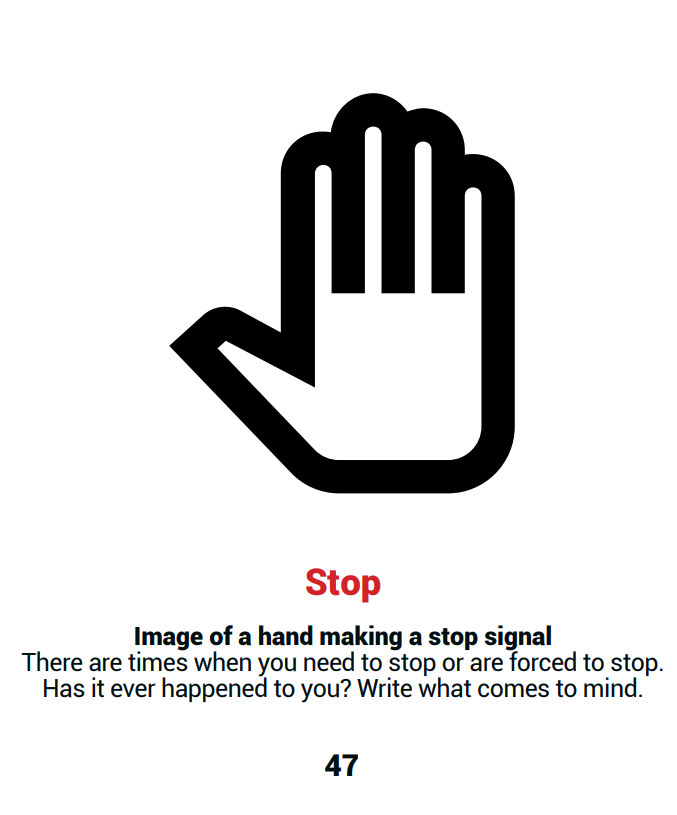 Stop
Image of a hand making a stop signal
There are times when you need to stop or are forced to stop.
Has it ever happened to you? Write what comes to mind.
47